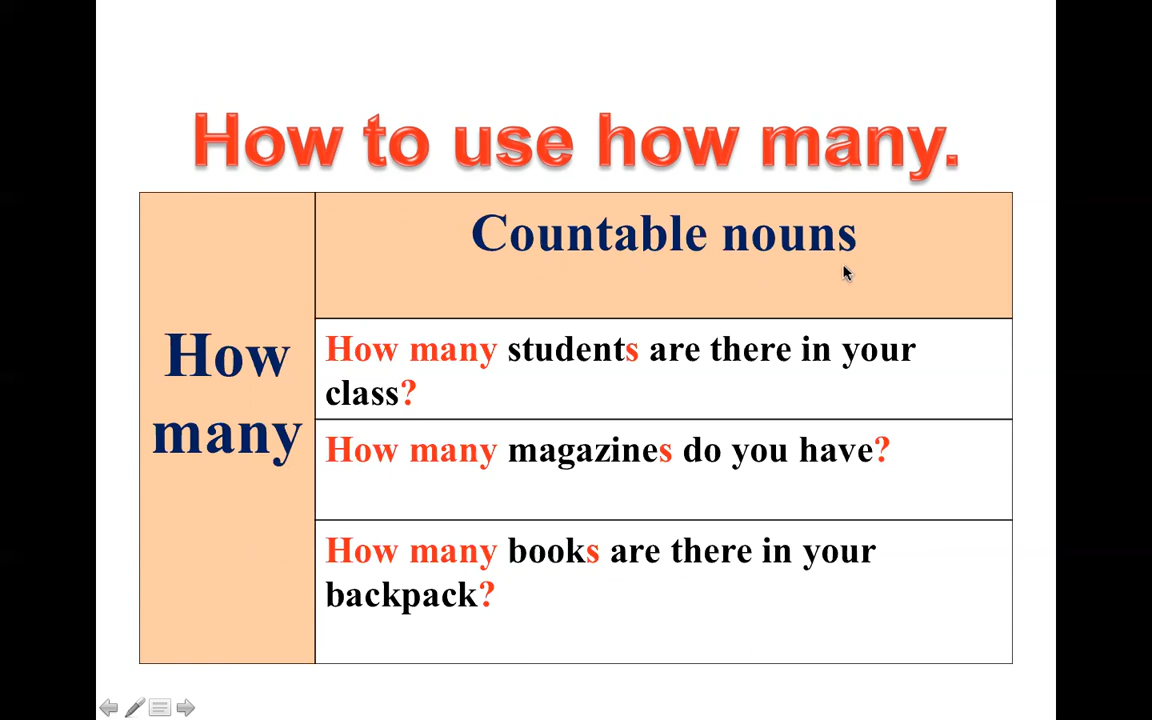 How to use how many.
Countable nouns
How
many
How many students are there in your
class?
How many magazines do you have?
How many books are there in your
backpack?